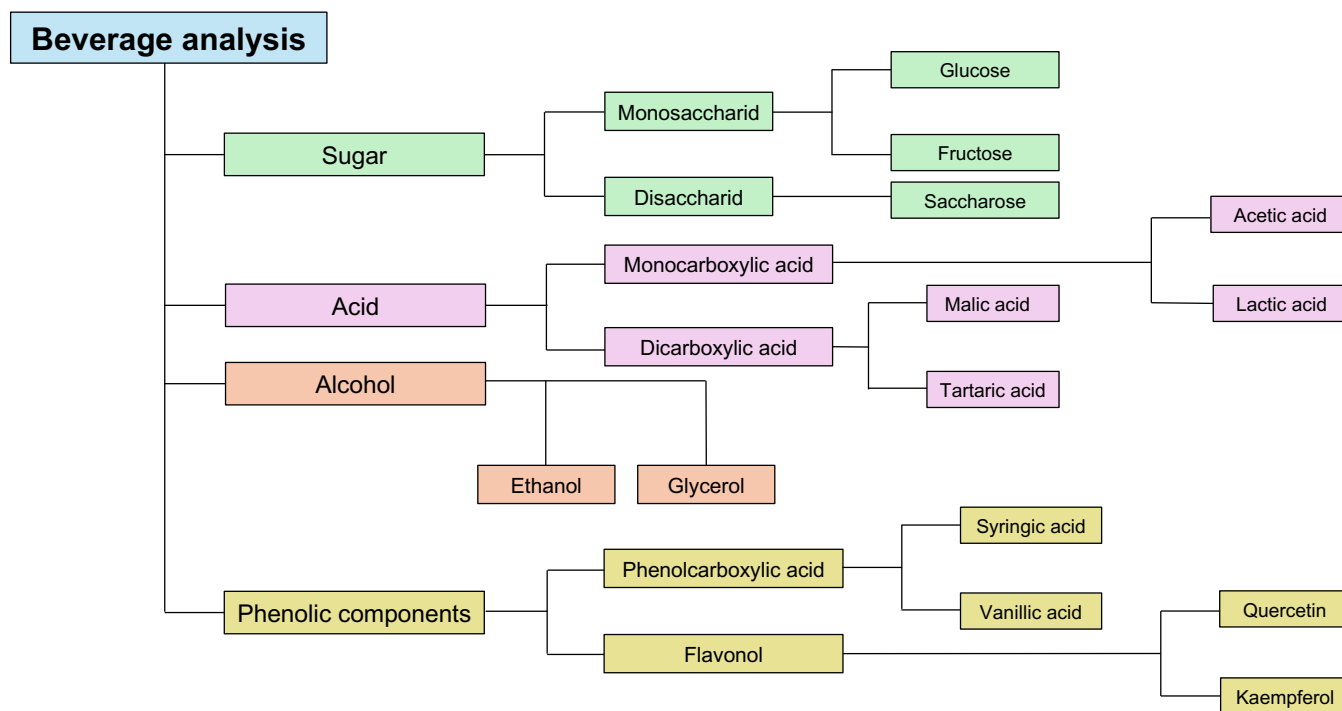 Beverage analysis
Sugar
Monosaccharid
Glucose
Fructose
Disaccharid
Saccharose
Acid
Monocarboxylic acid
Acetic acid
Lactic acid
Dicarboxylic acid
Malic acid
Tartaric acid
Alcohol
Ethanol
Glycerol
Phenolic components
Phenolcarboxylic acid
Syringic acid
Vanillic acid
Flavonol
Quercetin
Kaempferol